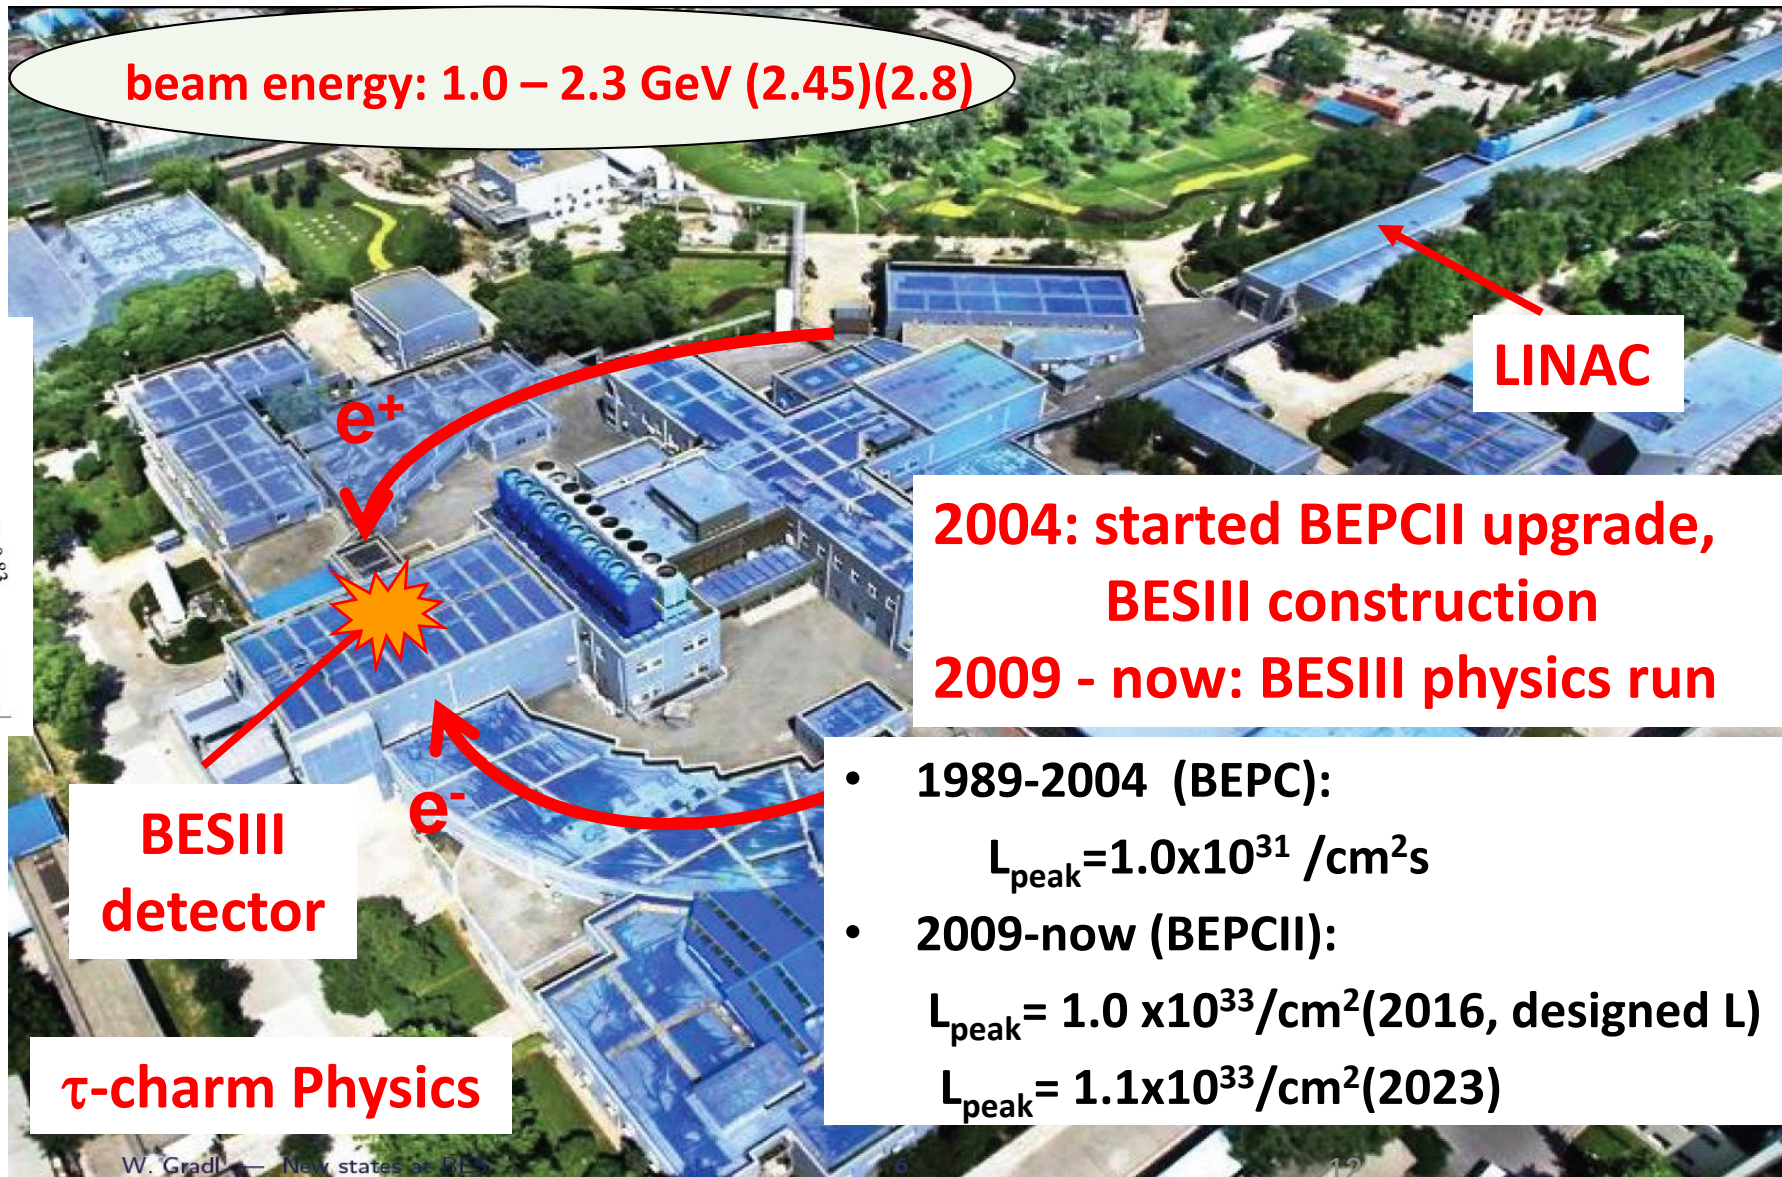 beam energy: 1.0 – 2.3 GeV (2.45)(2.8)
LINAC
e⁺
2004: started BEPCII upgrade,
BESIII construction
2009 - now: BESIII physics run
e⁻
BESIII
detector
• 1989-2004 (BEPC):
Lpeak=1.0x10³¹ /cm²s
• 2009-now (BEPCII):
Lpeak= 1.0 x10³³/cm²(2016, designed L)
Lpeak= 1.1x10³³/cm²(2023)
τ-charm Physics
W. Gradl — New states at BES
6
12